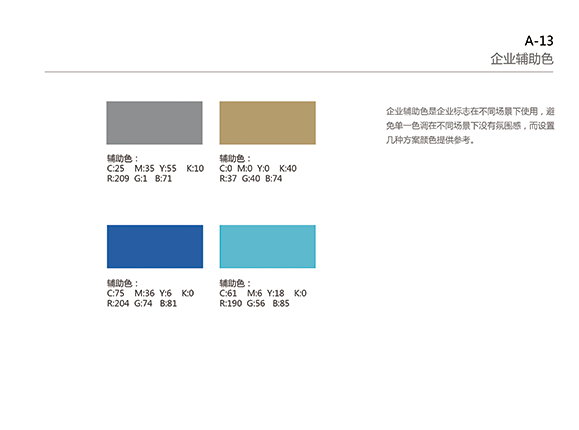 A-13
企业辅助色
企业辅助色是企业标志在不同场景下使用，避
免单一色调在不同场景下没有氛围感，而设置
几种方案颜色提供参考。
辅助色：
C:25 M:35 Y:55 K:10
R:209 G:1 B:71
辅助色：
C:0 M:0 Y:0 K:40
R:37 G:40 B:74
辅助色：
C:75 M:36 Y:6 K:0
R:204 G:74 B:81
辅助色：
C:61 M:6 Y:18 K:0
R:190 G:56 B:85